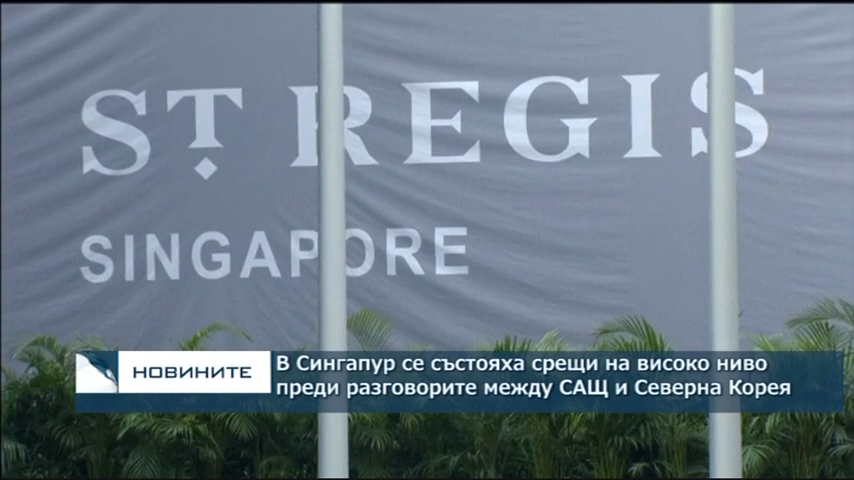 ST. REGIS
SINGAPORE
НОВИНИТЕ
В Сингапур се състояха срещи на високо ниво
преди разговорите между САЩ и Северна Корея